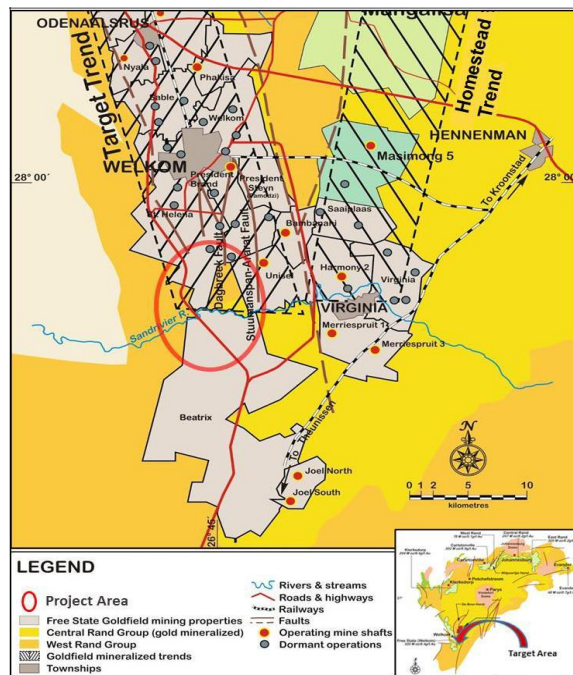 ODENAALSRUS
Nyala
Phakisa
Target Trend
Homestead
Trend
Sable
Welkom
WELKOM
HENNENMAN
Masimong 5
28° 00'
28° 00'
President
Brand
President
Steyn
To Kroonstad
St. Helena
Saaiplaas
Bambanani
Dagbreek Fault
Stuurmanspan-Ararat Fault
Unisel
Harmony 2
Virginia
VIRGINIA
Sandrivier R.
Merriespruit 1
Merriespruit 3
Beatrix
To Theunissen
Joel North
Joel South
26° 45'
N
0 1 2 5 10
kilometres
LEGEND
Project Area
Free State Goldfield mining properties
Central Rand Group (gold mineralized)
West Rand Group
Goldfield mineralized trends
Townships
Rivers & streams
Roads & highways
Railways
Faults
Operating mine shafts
Dormant operations
Klerksdorp
Welkom
Target Area